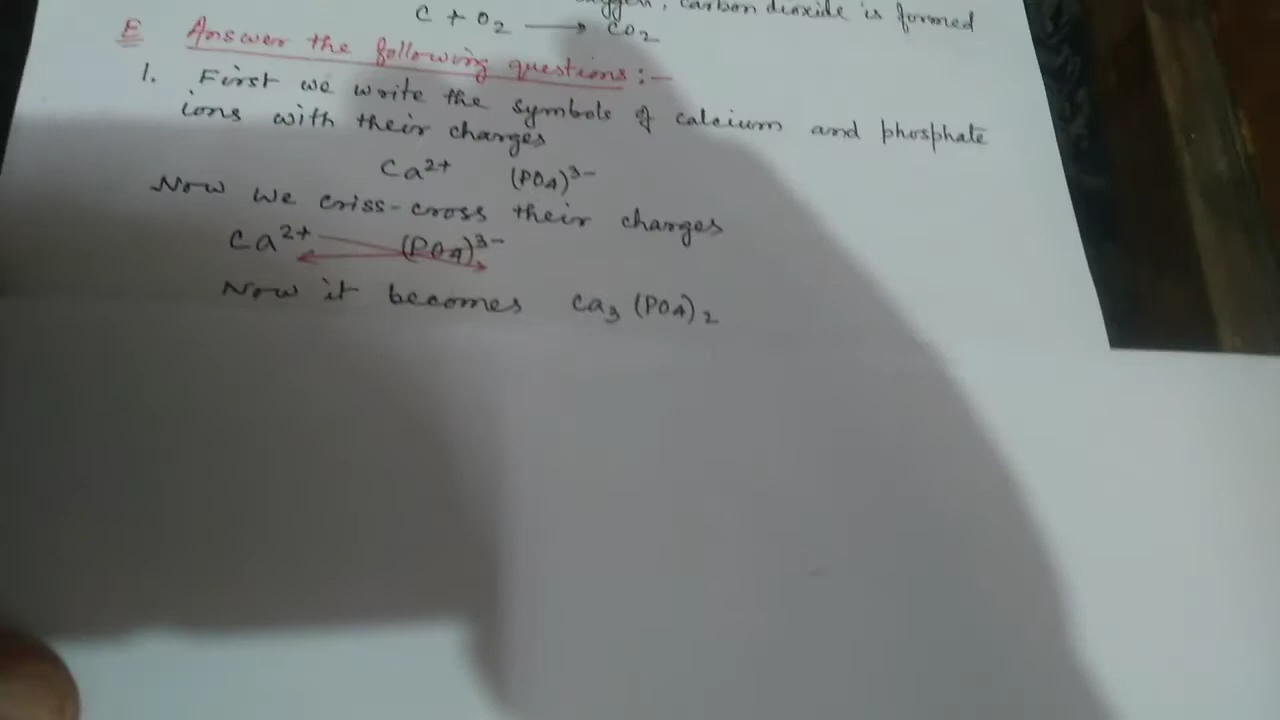 carbon dioxide is formed
C + O2 ⟶ CO2
E Answer the following questions :-
1. First we write the symbols of calcium and phosphate
ions with their charges
Ca²⁺ (PO4)³⁻
Now we criss-cross their charges
Ca²⁺ (PO4)³⁻
Now it becomes Ca3 (PO4)2